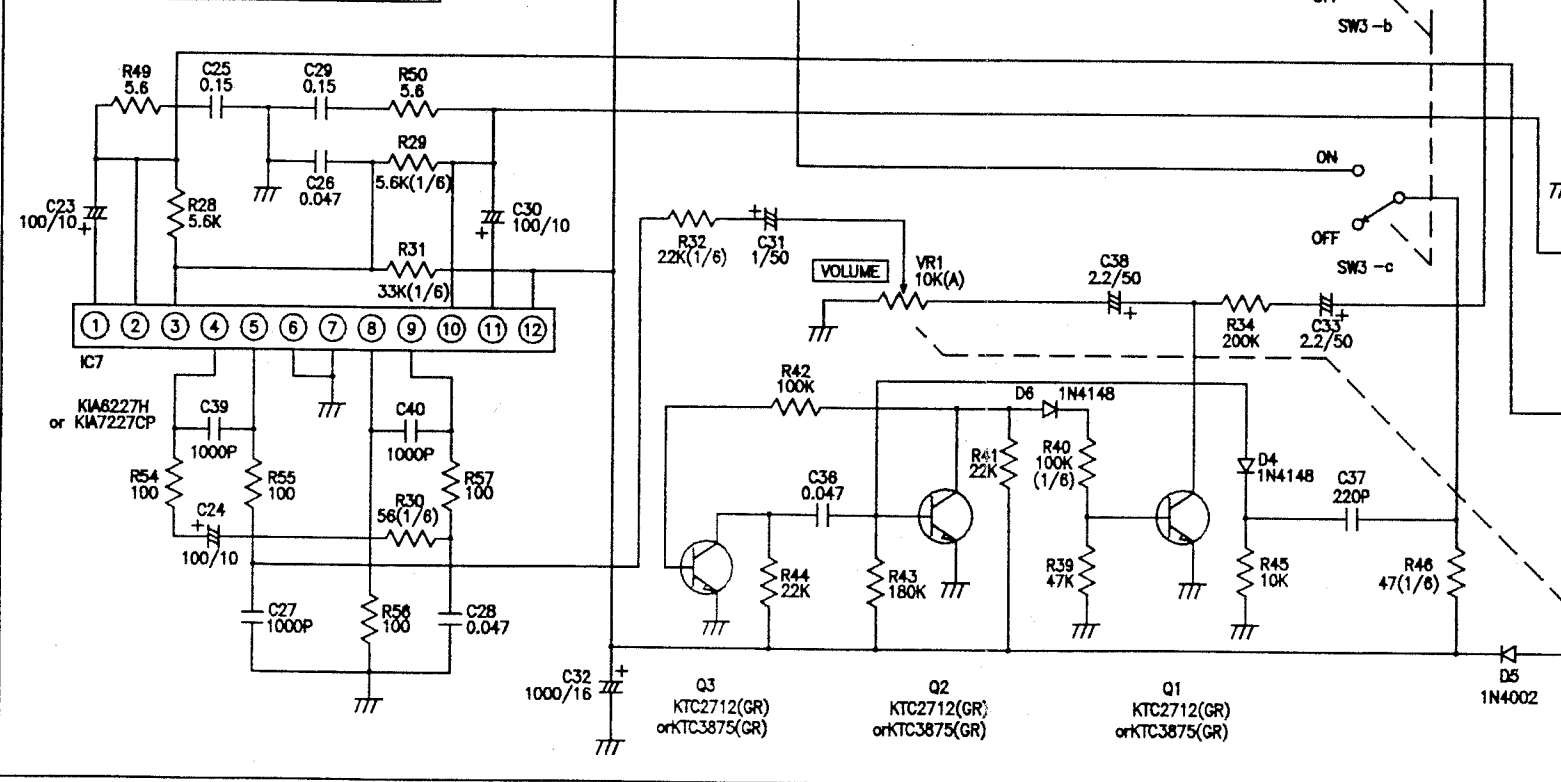 SW3-b
R49
5.6
C25
0.15
C29
0.15
R50
5.6
R29
5.6K(1/6)
C26
0.047
ON
C23
100/10
+
R28
5.6K
C30
100/10
+
R32
22K(1/6)
+
C31
1/50
OFF
SW3-c
R31
33K(1/6)
VOLUME
VR1
10K(A)
C38
2.2/50
+
R34
200K
C33
2.2/50
+
1
2
3
4
5
6
7
8
9
10
11
12
IC7
KIA6227H
or KIA7227CP
C39
1000P
C40
1000P
R42
100K
D6
1N4148
R54
100
R55
100
R57
100
R30
56(1/6)
+
C24
100/10
R41
22K
R40
100K
(1/6)
D4
1N4148
C37
220P
C36
0.047
R44
22K
R43
180K
R39
47K
R45
10K
R46
47(1/6)
C27
1000P
R56
100
C28
0.047
C32
1000/16
+
Q3
KTC2712(GR)
orKTC3875(GR)
Q2
KTC2712(GR)
orKTC3875(GR)
Q1
KTC2712(GR)
orKTC3875(GR)
D5
1N4002